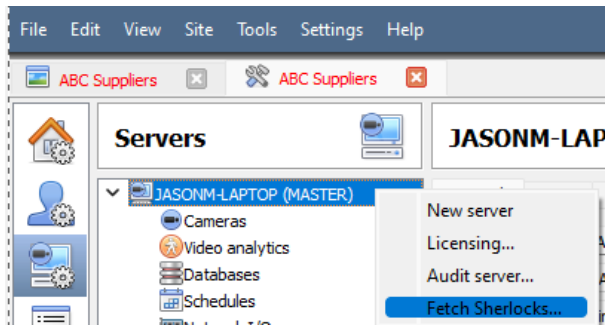 File Edit View Site Tools Settings Help
ABC Suppliers ABC Suppliers
Servers
JASONM-LAP
JASONM-LAPTOP (MASTER)
Cameras
Video analytics
Databases
Schedules
New server
Licensing...
Audit server...
Fetch Sherlocks...